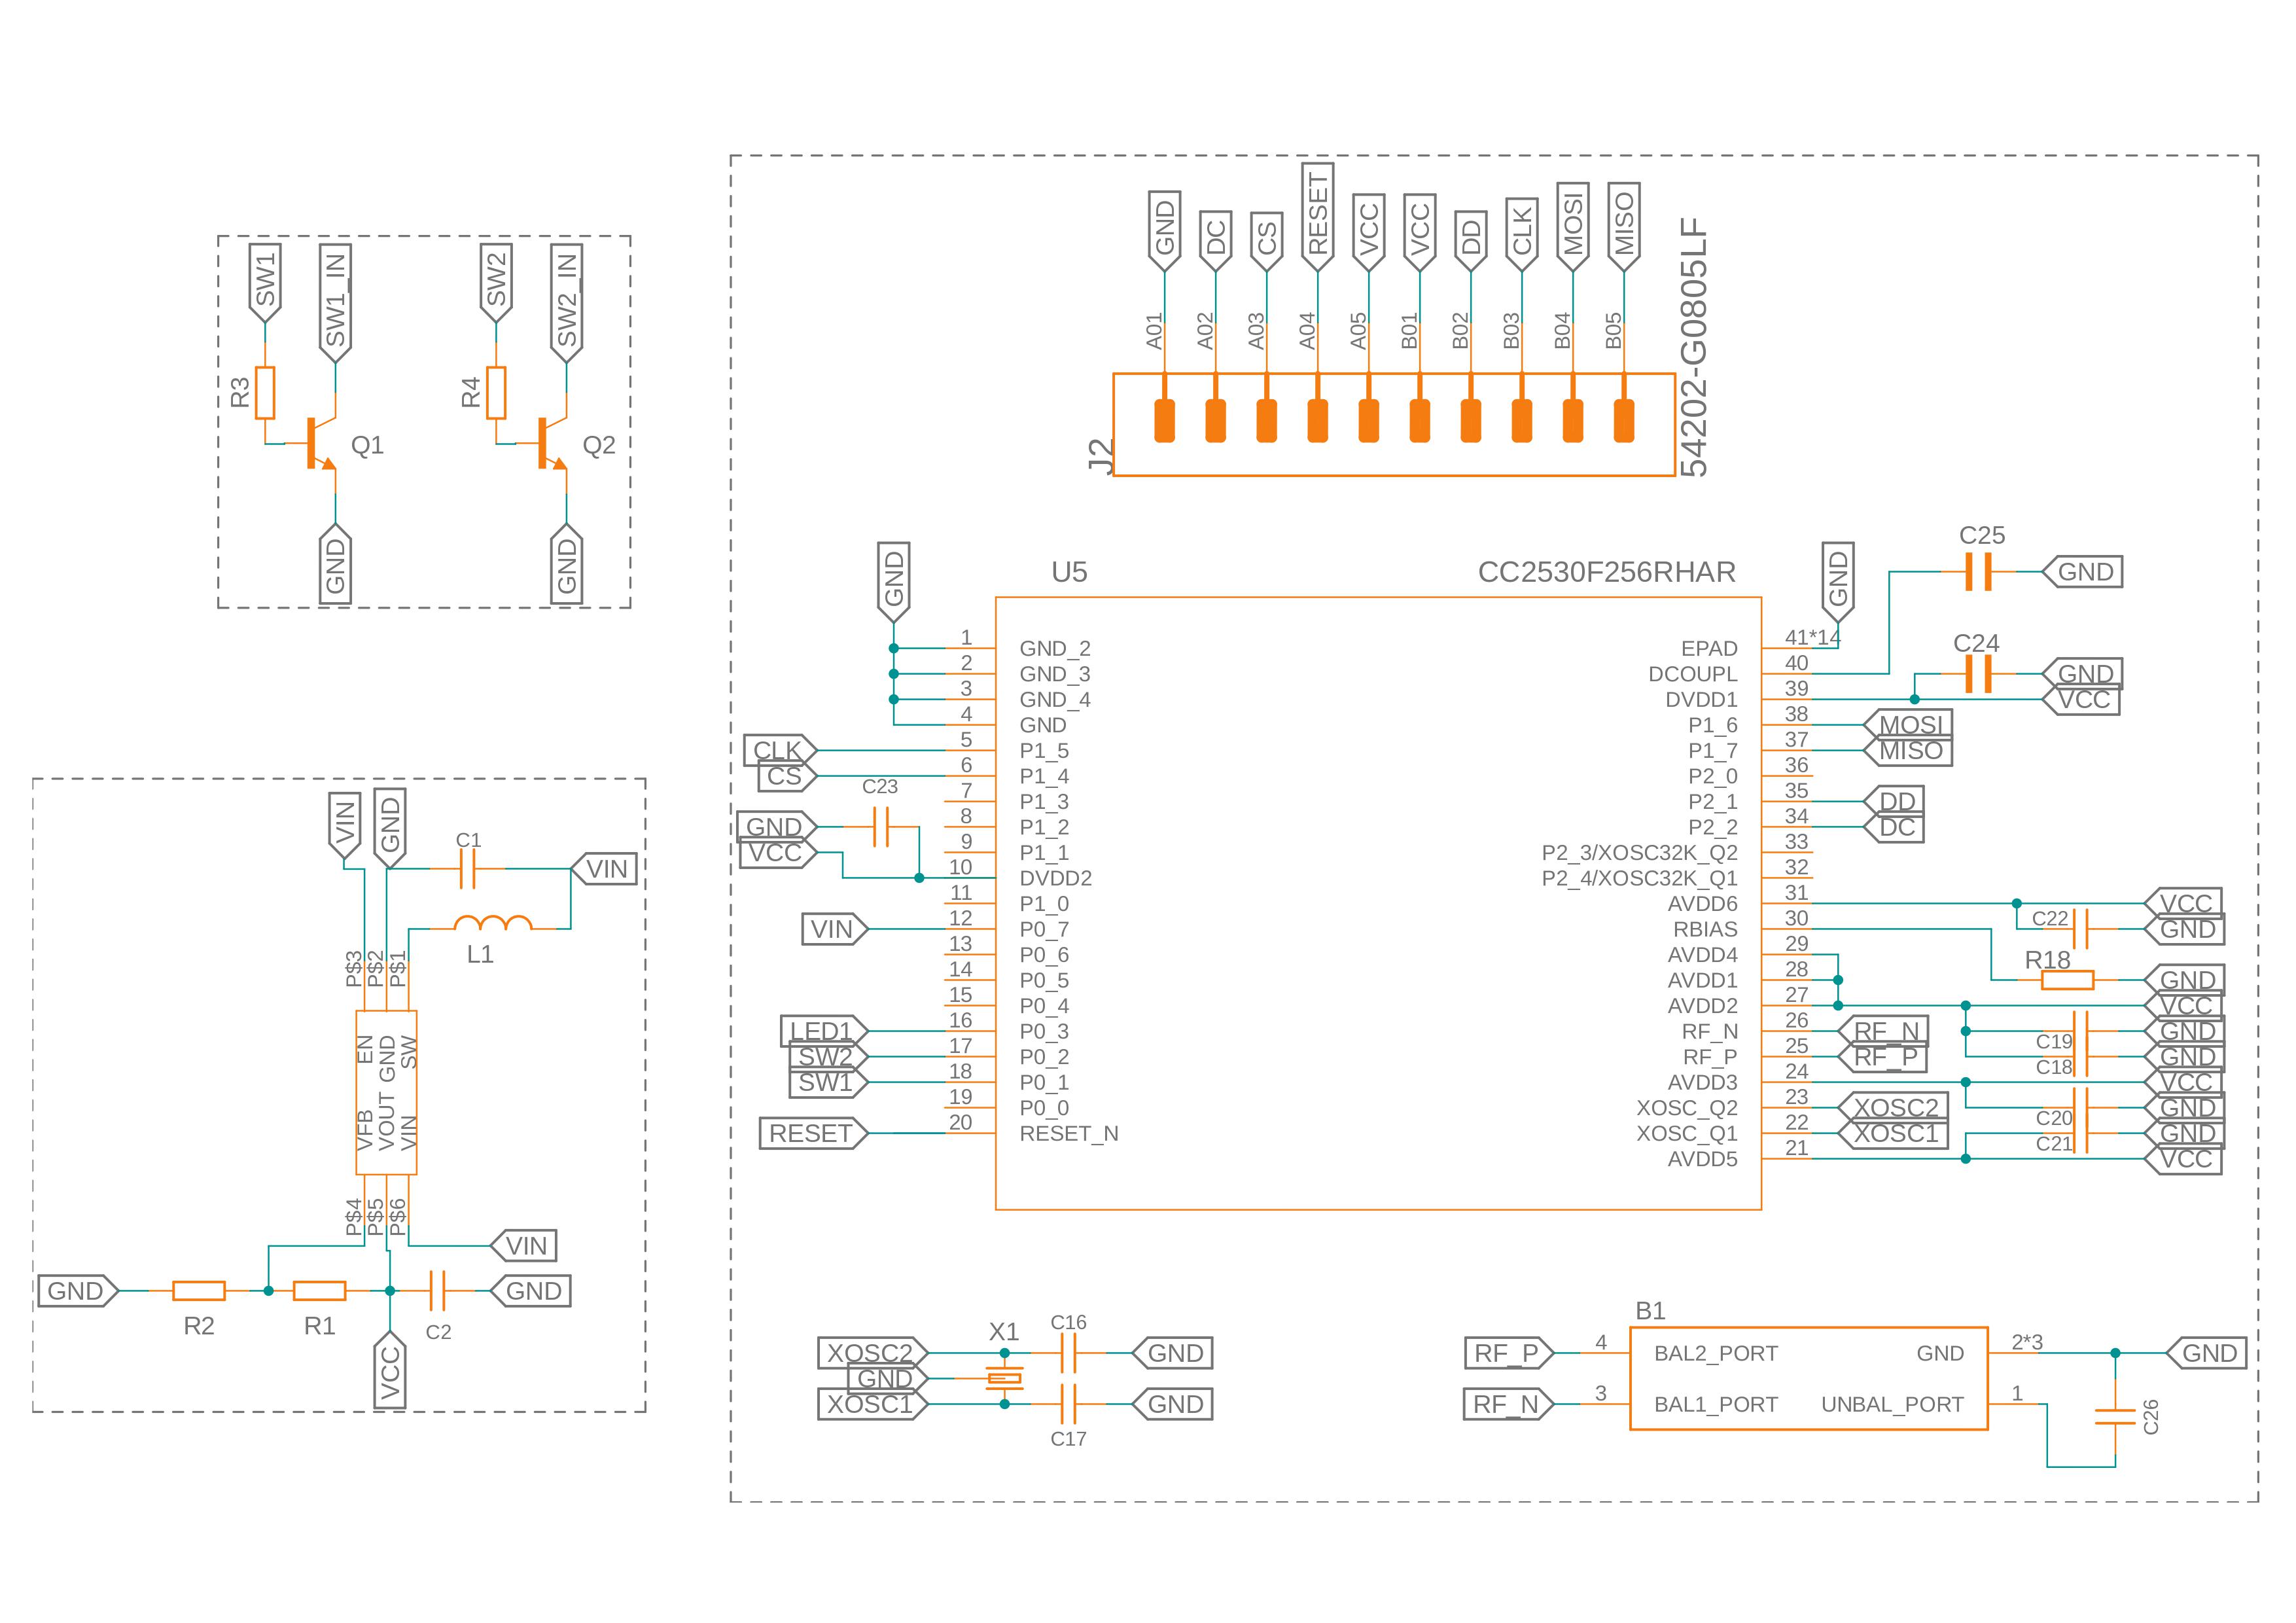 SW1
SW1_IN
SW2
SW2_IN
R3
Q1
R4
Q2
GND
GND
GND
DC
CS
RESET
VCC
VCC
DD
CLK
MOSI
MISO
A01
A02
A03
A04
A05
B01
B02
B03
B04
B05
J2
54202-G0805LF
U5
CC2530F256RHAR
GND
GND
C25
GND
C24
GND
VCC
1 GND_2
2 GND_3
3 GND_4
4 GND
CLK 5 P1_5
CS 6 P1_4
C23
7 P1_3
GND 8 P1_2
VCC 9 P1_1
10 DVDD2
11 P1_0
VIN 12 P0_7
13 P0_6
14 P0_5
15 P0_4
LED1 16 P0_3
SW2 17 P0_2
SW1 18 P0_1
19 P0_0
RESET 20 RESET_N
EPAD 41*14
DCOUPL 40
DVDD1 39
P1_6 38 MOSI
P1_7 37 MISO
P2_0 36
P2_1 35 DD
P2_2 34 DC
P2_3/XOSC32K_Q2 33
P2_4/XOSC32K_Q1 32
AVDD6 31 VCC
RBIAS 30 C22 GND
AVDD4 29
R18
AVDD1 28 GND
AVDD2 27 VCC
RF_N 26 RF_N C19 GND
RF_P 25 RF_P C18 GND
AVDD3 24 VCC
XOSC_Q2 23 XOSC2 C20 GND
XOSC_Q1 22 XOSC1 C21 GND
AVDD5 21 VCC
VIN
GND
C1
VIN
L1
P$3
P$2
P$1
EN
GND
SW
VFB
VOUT
VIN
P$4
P$5
P$6
VIN
GND
R2
R1
C2
GND
VCC
X1
C16
XOSC2
GND
GND
XOSC1
GND
C17
B1
RF_P 4 BAL2_PORT GND 2*3 GND
RF_N 3 BAL1_PORT UNBAL_PORT 1
C26